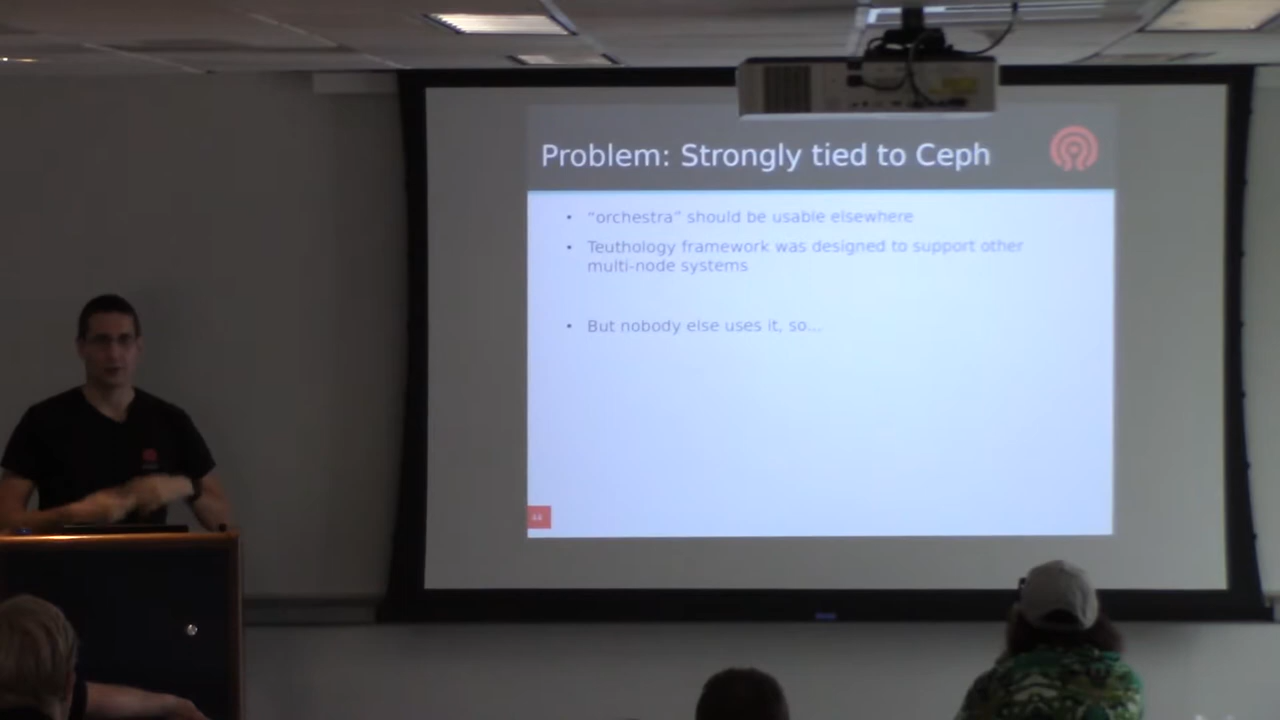 Problem: Strongly tied to Ceph
• “orchestra” should be usable elsewhere
• Teuthology framework was designed to support other
multi-node systems
• But nobody else uses it, so...